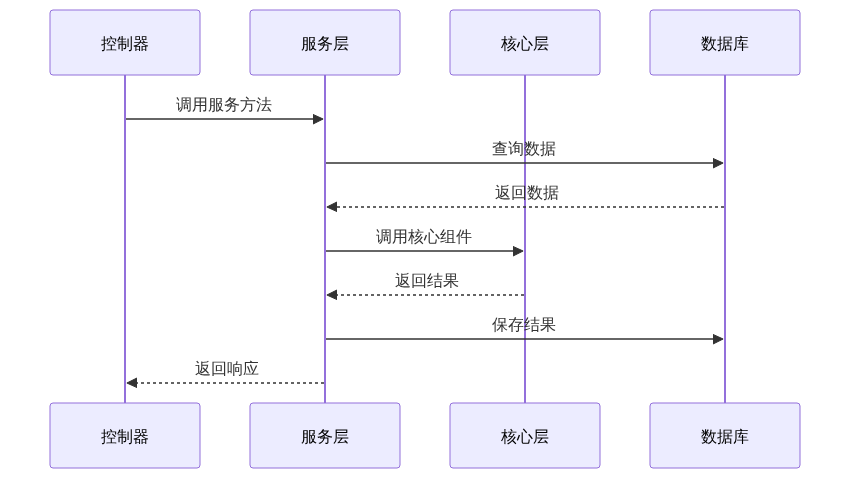 控制器
服务层
核心层
数据库
调用服务方法
查询数据
返回数据
调用核心组件
返回结果
保存结果
返回响应
控制器
服务层
核心层
数据库